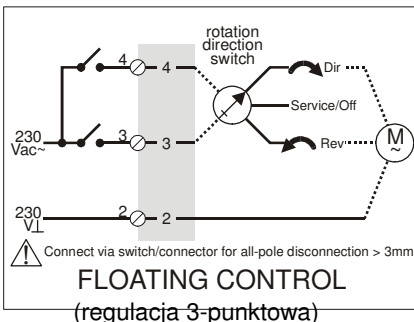 rotation
direction
switch
4 4
Dir
Service/Off
230
Vac~
3 3
Rev
M
~
230
V⊥
2 2
Connect via switch/connector for all-pole disconnection > 3mm
FLOATING CONTROL
(regulacja 3-punktowa)